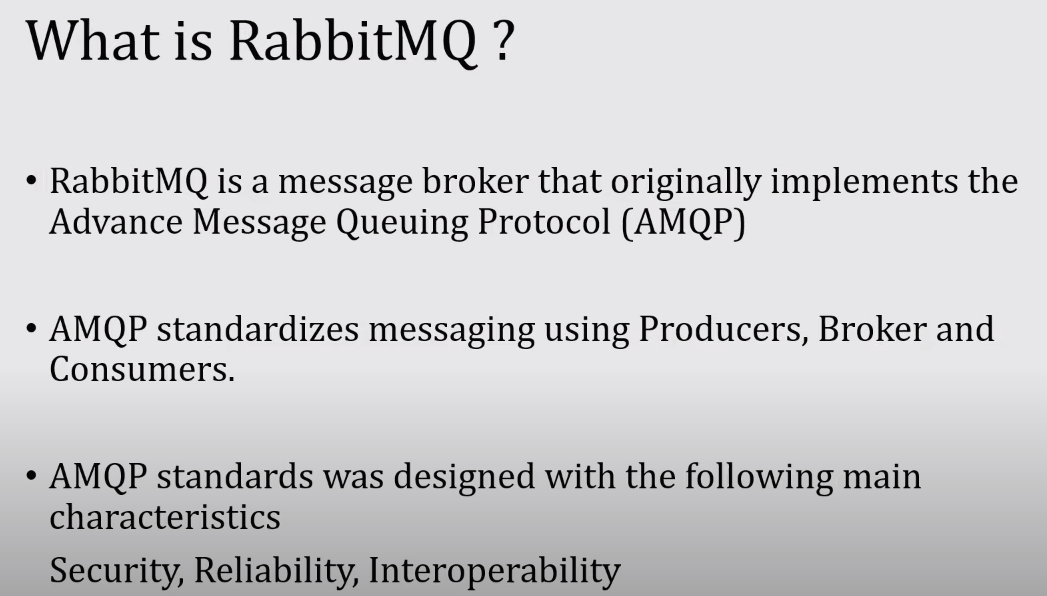 What is RabbitMQ ?
• RabbitMQ is a message broker that originally implements the
Advance Message Queuing Protocol (AMQP)
• AMQP standardizes messaging using Producers, Broker and
Consumers.
• AMQP standards was designed with the following main
characteristics
Security, Reliability, Interoperability